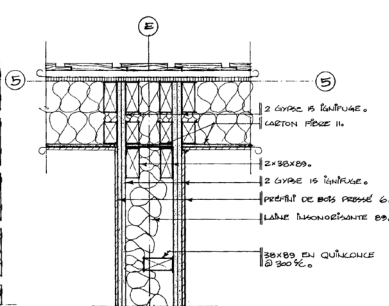 E
5
5
2 GYPSE 15 IGNIFUGE.
CARTON FIBRE 11.
2×38×89.
2 GYPSE 15 IGNIFUGE.
PRÉFINI DE BOIS PRESSÉ 6.
LAINE INSONORISANTE 89.
38×89 EN QUINCONCE
@ 300 %.